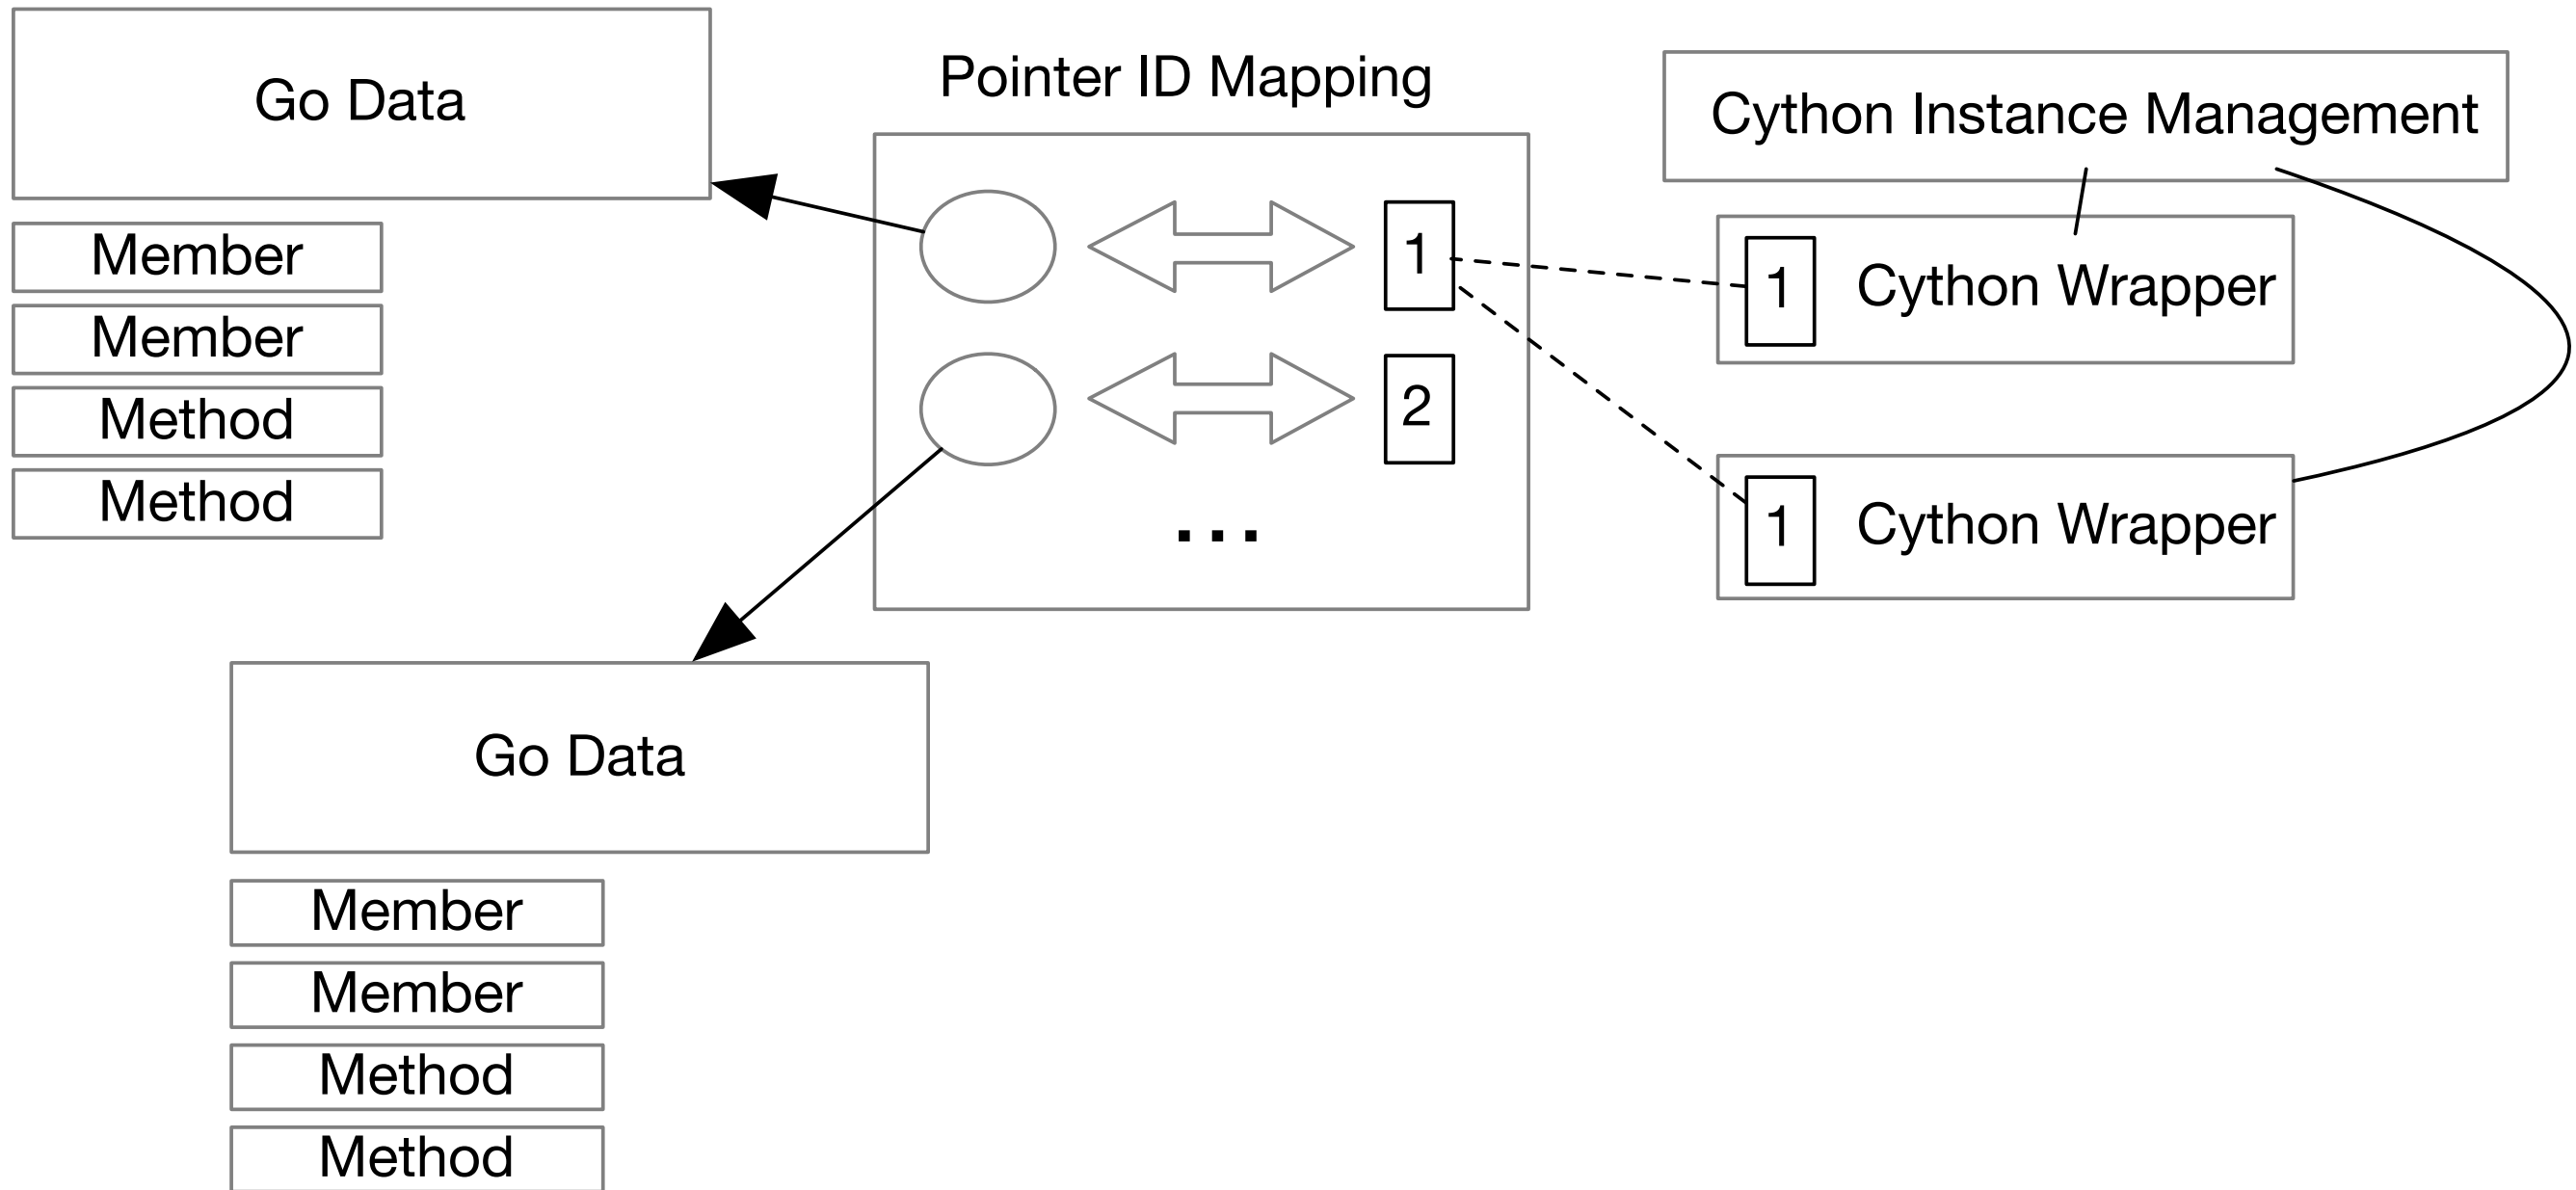 Go Data
Member
Member
Method
Method
Pointer ID Mapping
1
2
...
Cython Instance Management
1 Cython Wrapper
1 Cython Wrapper
Go Data
Member
Member
Method
Method